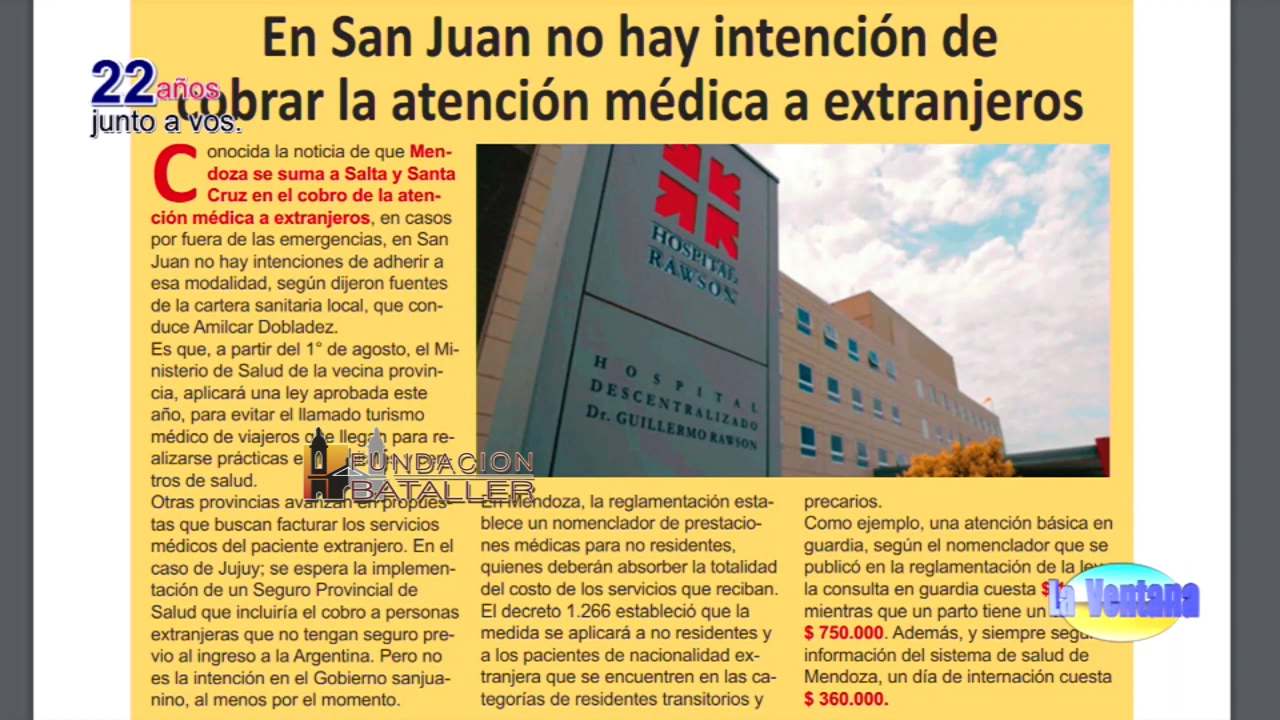 En San Juan no hay intención de
cobrar la atención médica a extranjeros
22 años
junto a vos.
Conocida la noticia de que Men-
doza se suma a Salta y Santa
Cruz en el cobro de la aten-
ción médica a extranjeros, en casos
por fuera de las emergencias, en San
Juan no hay intenciones de adherir a
esa modalidad, según dijeron fuentes
de la cartera sanitaria local, que con-
duce Amilcar Dobladez.
Es que, a partir del 1° de agosto, el Mi-
nisterio de Salud de la vecina provin-
cia, aplicará una ley aprobada este
año, para evitar el llamado turismo
médico de viajeros que llegan para re-
alizarse prácticas
tros de salud.
Otras provincias avanzan en propues-
tas que buscan facturar los servicios
médicos del paciente extranjero. En el
caso de Jujuy; se espera la implemen-
tación de un Seguro Provincial de
Salud que incluiría el cobro a personas
extranjeras que no tengan seguro pre-
vio al ingreso a la Argentina. Pero no
es la intención en el Gobierno sanjua-
nino, al menos por el momento.
HOSPITAL
RAWSON
HOSPITAL
DESCENTRALIZADO
Dr. GUILLERMO RAWSON
FUNDACION
BATALLER
En Mendoza, la reglamentación esta-
blece un nomenclador de prestacio-
nes médicas para no residentes,
quienes deberán absorber la totalidad
del costo de los servicios que reciban.
El decreto 1.266 estableció que la
medida se aplicará a no residentes y
a los pacientes de nacionalidad ex-
tranjera que se encuentren en las ca-
tegorías de residentes transitorios y
precarios.
Como ejemplo, una atención básica en
guardia, según el nomenclador que se
publicó en la reglamentación de la ley,
la consulta en guardia cuesta
mientras que un parto tiene un
$ 750.000. Además, y siempre según
información del sistema de salud de
Mendoza, un día de internación cuesta
$ 360.000.
La Ventana